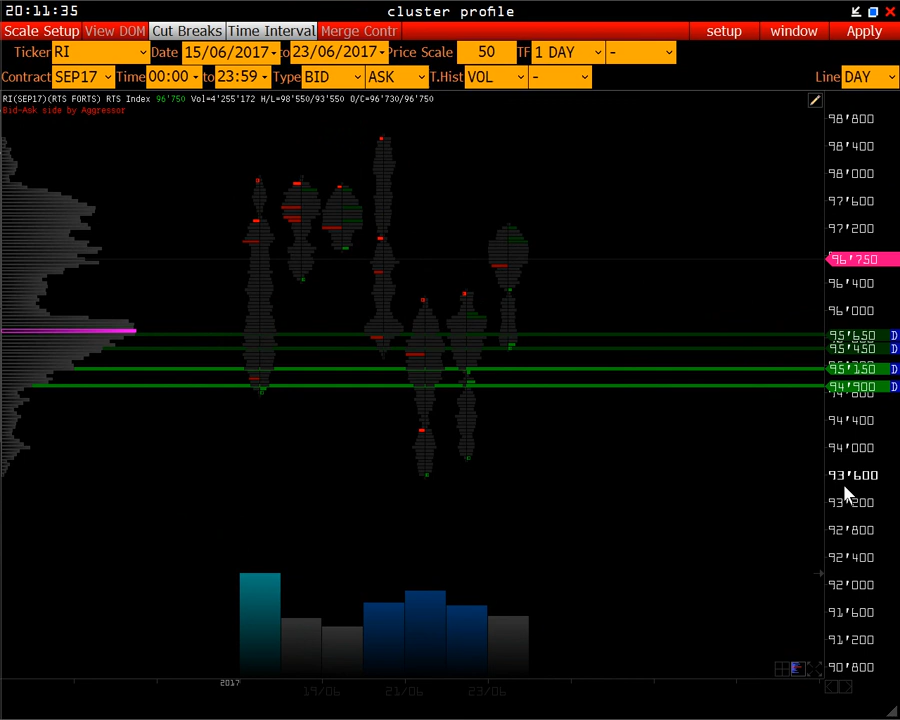 20:11:35 cluster profile
Scale Setup View DOM Cut Breaks Time Interval Merge Contr setup window Apply
Ticker RI Date 15/06/2017 to 23/06/2017 Price Scale 50 TF 1 DAY -
Contract SEP17 Time 00:00 to 23:59 Type BID ASK T.Hist VOL - Line DAY
RI(SEP17)(RTS FORTS) RTS Index 96'750 Vol=4'255'172 H/L=98'550/93'550 O/C=96'730/96'750
Bid-Ask side by Aggressor
98'800
98'400
98'000
97'600
97'200
96'750
96'400
96'000
95'650 D
95'450 D
95'150 D
94'900 D
94'400
94'000
93'600
93'200
92'800
92'400
92'000
91'600
91'200
90'800
2017
19/06 21/06 23/06